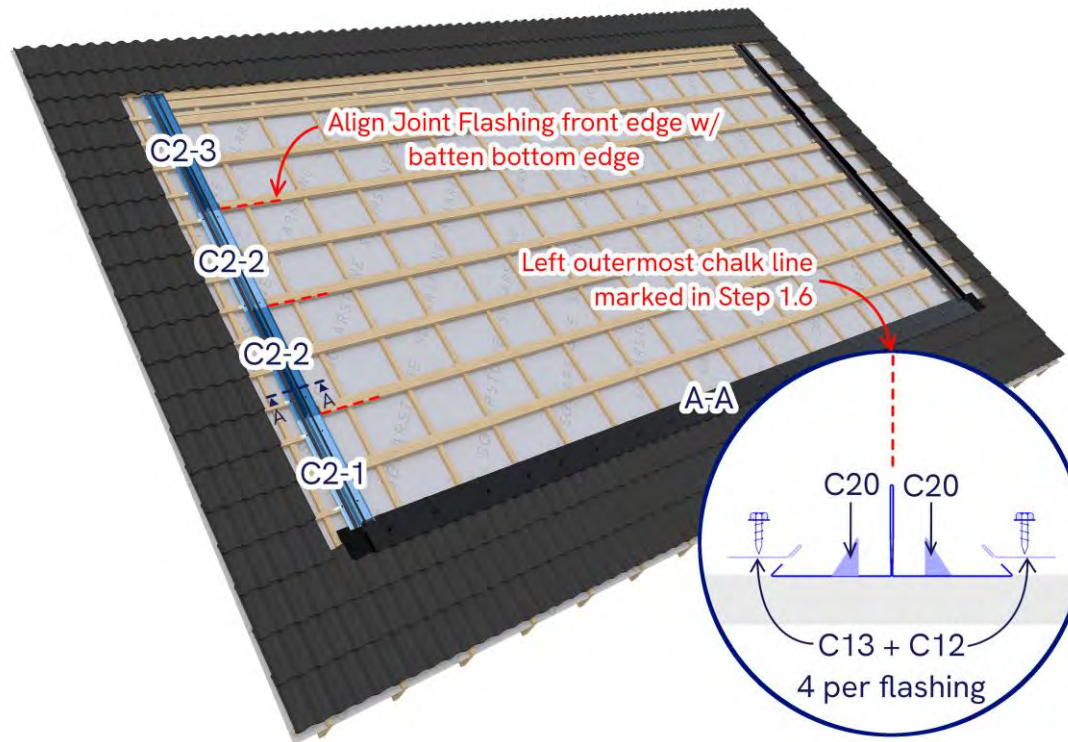 Align Joint Flashing front edge w/
batten bottom edge
C2-3
C2-2
Left outermost chalk line
marked in Step 1.6
C2-2
A
A
A-A
C2-1
C20
C20
C13 + C12
4 per flashing